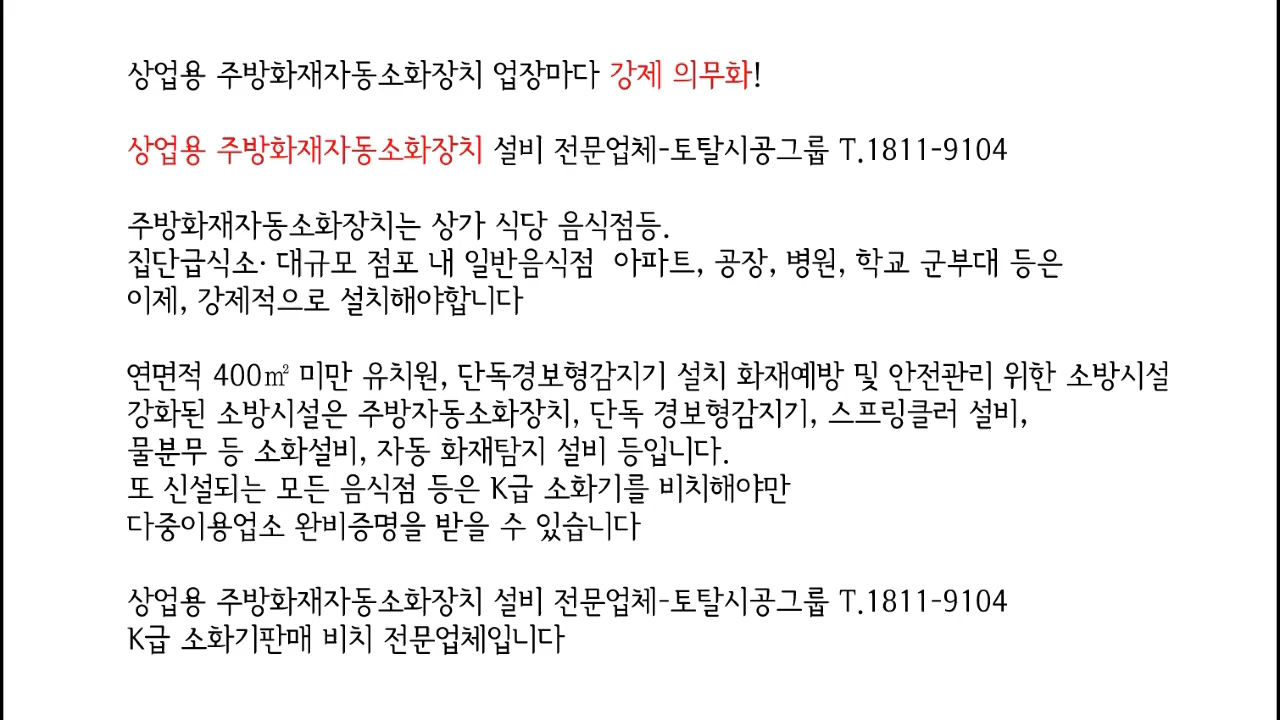 상업용 주방화재자동소화장치 업장마다 강제 의무화!
상업용 주방화재자동소화장치 설비 전문업체-토탈시공그룹 T.1811-9104
주방화재자동소화장치는 상가 식당 음식점등.
집단급식소· 대규모 점포 내 일반음식점  아파트, 공장, 병원, 학교 군부대 등은
이제, 강제적으로 설치해야합니다
연면적 400㎡ 미만 유치원, 단독경보형감지기 설치 화재예방 및 안전관리 위한 소방시설
강화된 소방시설은 주방자동소화장치, 단독 경보형감지기, 스프링클러 설비,
물분무 등 소화설비, 자동 화재탐지 설비 등입니다.
또 신설되는 모든 음식점 등은 K급 소화기를 비치해야만
다중이용업소 완비증명을 받을 수 있습니다
상업용 주방화재자동소화장치 설비 전문업체-토탈시공그룹 T.1811-9104
K급 소화기판매 비치 전문업체입니다